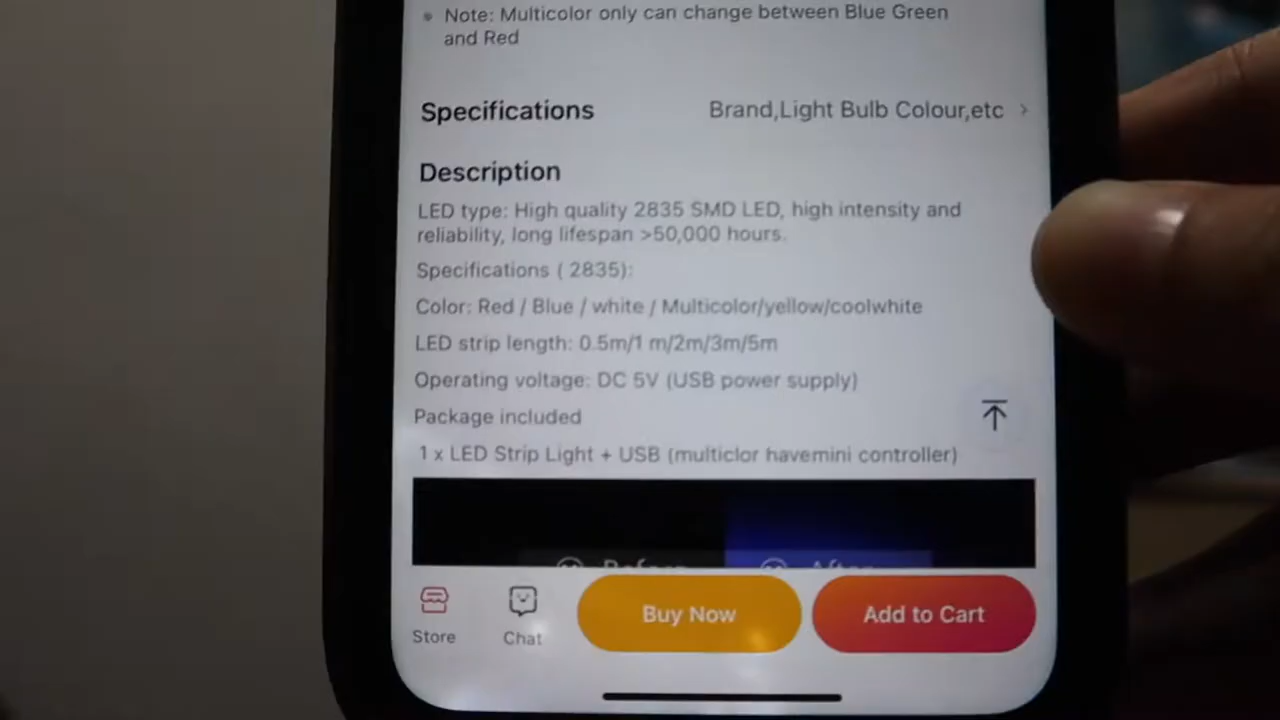 Note: Multicolor only can change between Blue Green
and Red
Specifications Brand,Light Bulb Colour,etc >
Description
LED type: High quality 2835 SMD LED, high intensity and
reliability, long lifespan >50,000 hours.
Specifications ( 2835):
Color: Red / Blue / white / Multicolor/yellow/coolwhite
LED strip length: 0.5m/1 m/2m/3m/5m
Operating voltage: DC 5V (USB power supply)
Package included
1 x LED Strip Light + USB (multiclor havemini controller)
Before After
Store Chat Buy Now Add to Cart